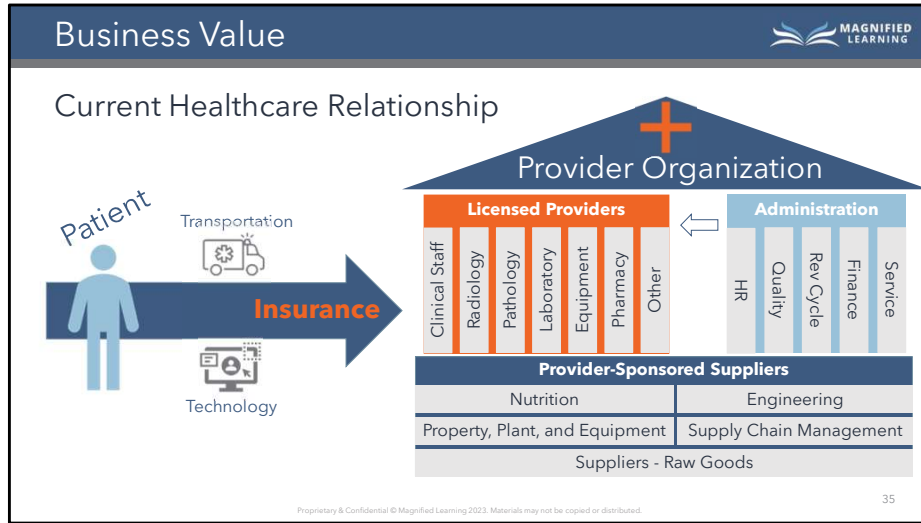 Business Value
MAGNIFIED
LEARNING
Current Healthcare Relationship
Patient
Transportation
Insurance
Technology
Provider Organization
Licensed Providers
Clinical Staff
Radiology
Pathology
Laboratory
Equipment
Pharmacy
Other
Administration
HR
Quality
Rev Cycle
Finance
Service
Provider-Sponsored Suppliers
Nutrition
Engineering
Property, Plant, and Equipment
Supply Chain Management
Suppliers - Raw Goods
35
Proprietary & Confidential © Magnified Learning 2023. Materials may not be copied or distributed.